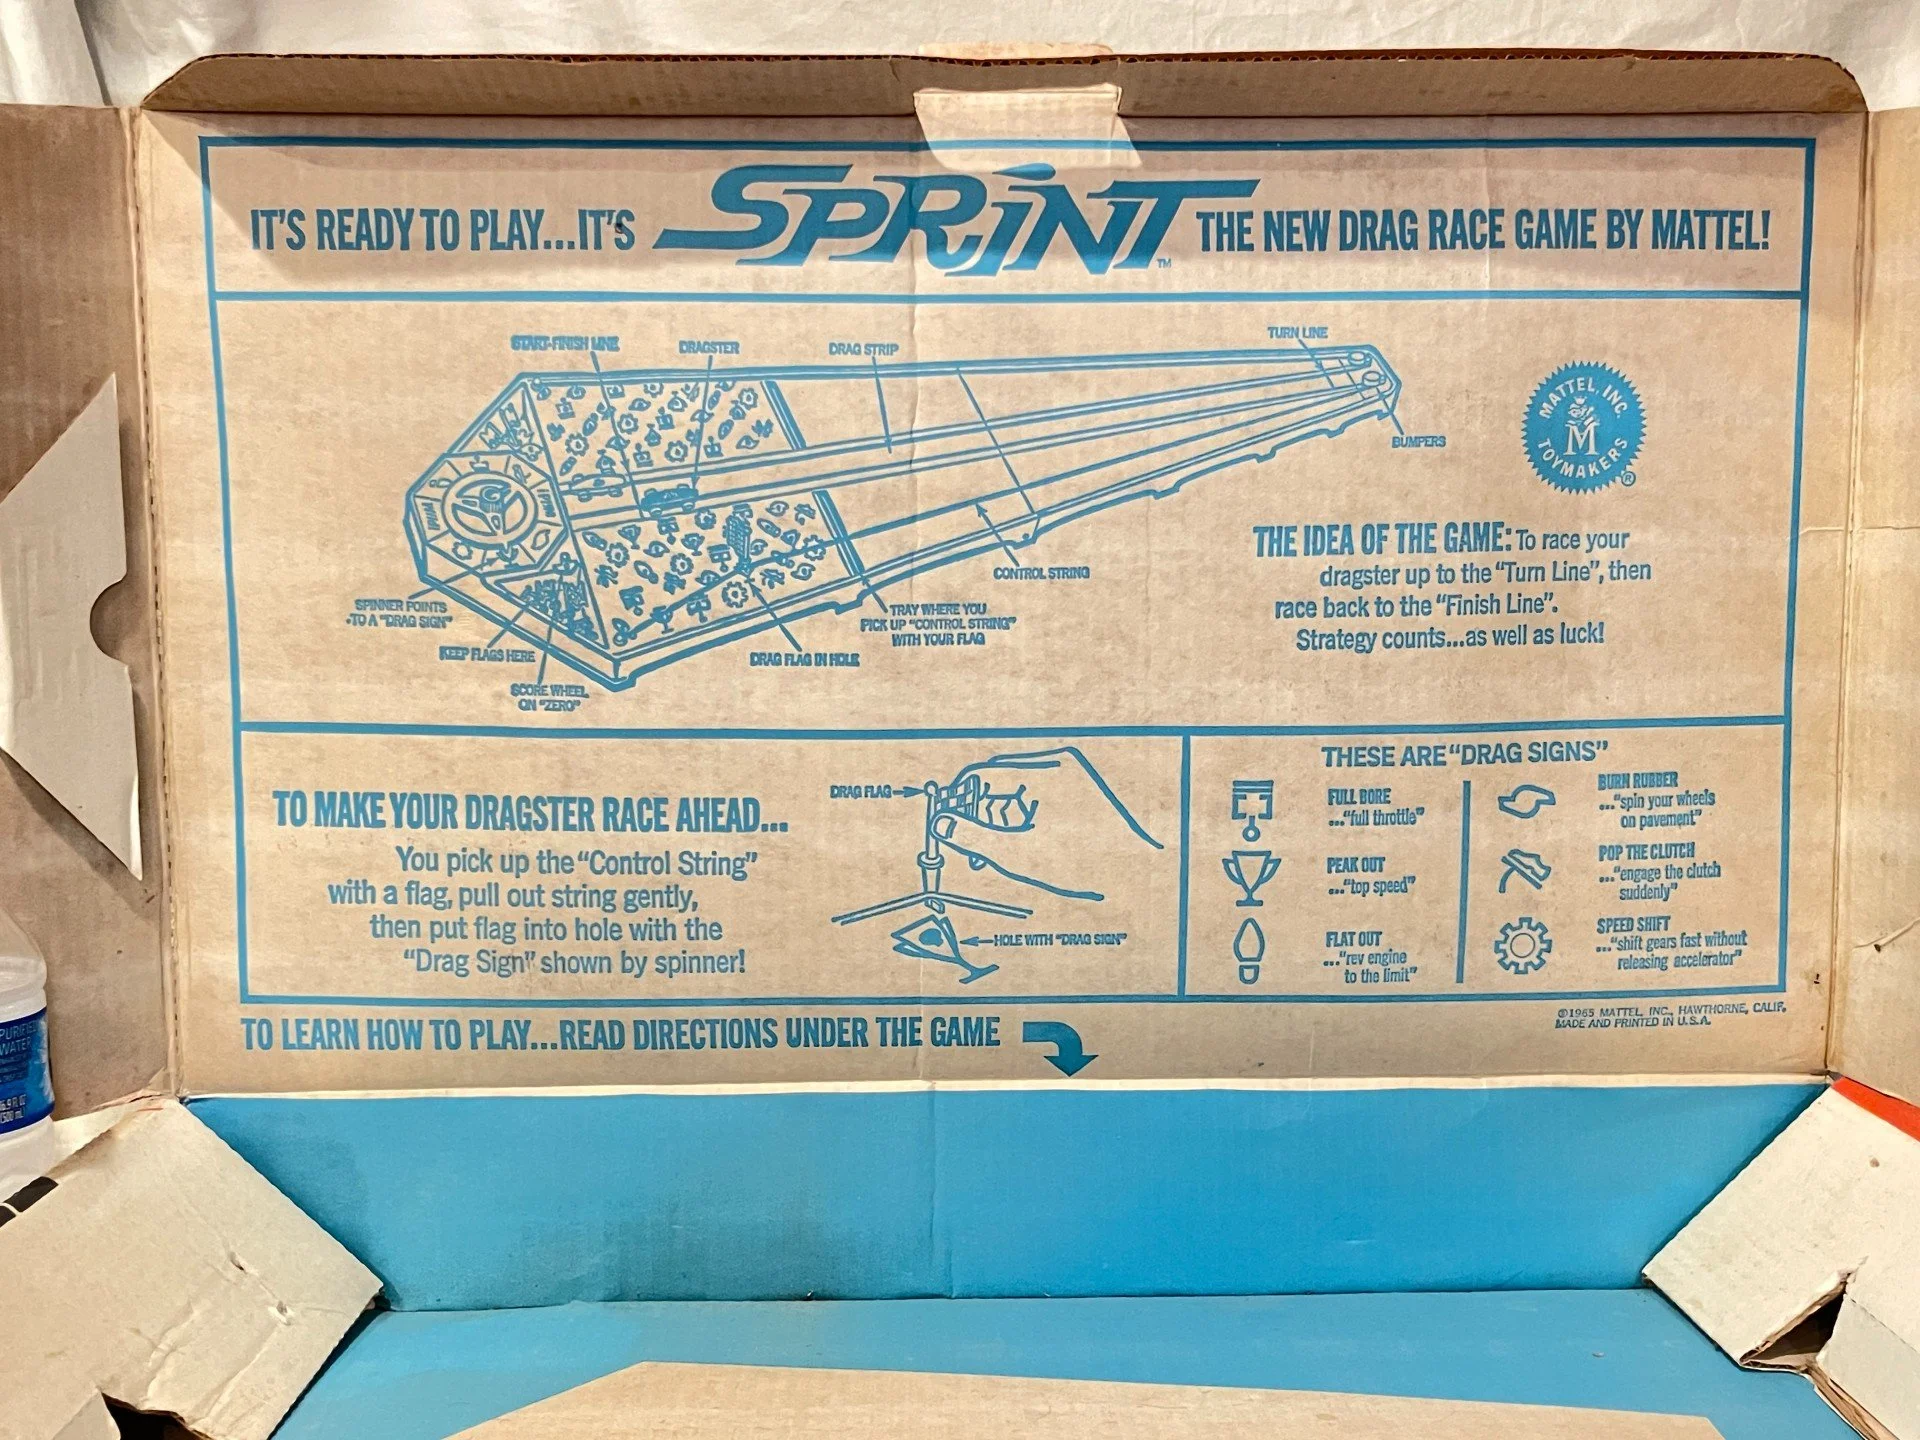 IT'S READY TO PLAY...IT'S SPRINT™ THE NEW DRAG RACE GAME BY MATTEL!
START-FINISH LINE
DRAGSTER
DRAG STRIP
TURN LINE
BUMPERS
MATTEL, INC.
M
TOYMAKERS
®
CONTROL STRING
SPINNER POINTS
TO A "DRAG SIGN"
KEEP FLAGS HERE
SCORE WHEEL
ON "ZERO"
DRAG FLAG IN HOLE
TRAY WHERE YOU
PICK UP "CONTROL STRING"
WITH YOUR FLAG
THE IDEA OF THE GAME: To race your
dragster up to the "Turn Line", then
race back to the "Finish Line".
Strategy counts...as well as luck!
TO MAKE YOUR DRAGSTER RACE AHEAD...
You pick up the "Control String"
with a flag, pull out string gently,
then put flag into hole with the
"Drag Sign" shown by spinner!
DRAG FLAG
HOLE WITH "DRAG SIGN"
THESE ARE "DRAG SIGNS"
FULL BORE
..."full throttle"
PEAK OUT
..."top speed"
FLAT OUT
..."rev engine
to the limit"
BURN RUBBER
..."spin your wheels
on pavement"
POP THE CLUTCH
..."engage the clutch
suddenly"
SPEED SHIFT
..."shift gears fast without
releasing accelerator"
TO LEARN HOW TO PLAY...READ DIRECTIONS UNDER THE GAME
©1965 MATTEL, INC., HAWTHORNE, CALIF.
MADE AND PRINTED IN U.S.A.
PURIFIED
WATER